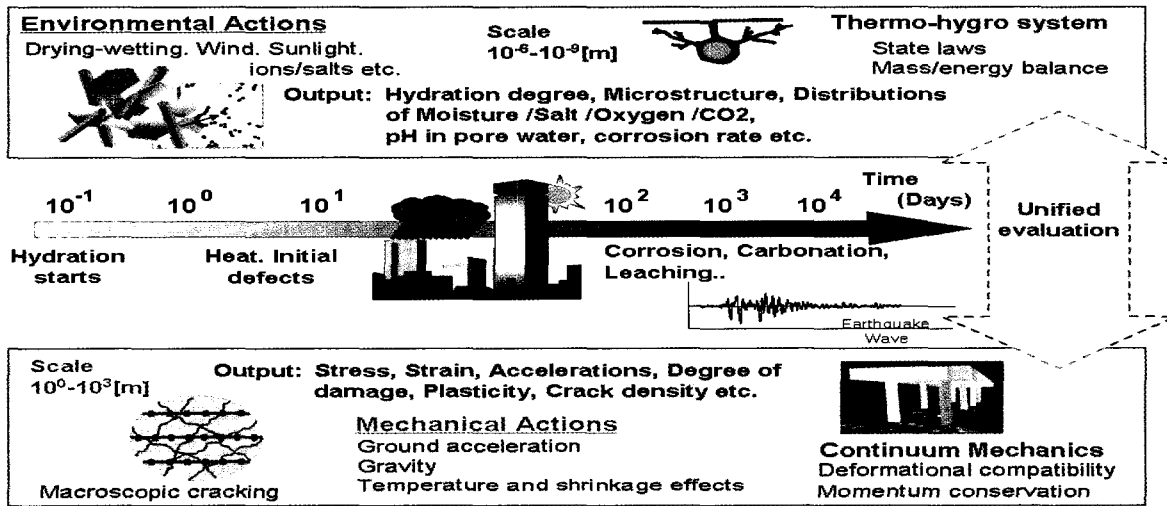 Environmental Actions
Drying-wetting. Wind. Sunlight.
ions/salts etc.
Scale
10⁻⁶-10⁻⁹[m]
Thermo-hygro system
State laws
Mass/energy balance
Output: Hydration degree, Microstructure, Distributions
of Moisture /Salt /Oxygen /CO2,
pH in pore water, corrosion rate etc.
10⁻¹ 10⁰ 10¹ 10² 10³ 10⁴
Time
(Days)
Hydration
starts
Heat. Initial
defects
Corrosion, Carbonation,
Leaching..
Earthquake
Wave
Unified
evaluation
Scale
10⁰-10³[m]
Output: Stress, Strain, Accelerations, Degree of
damage, Plasticity, Crack density etc.
Mechanical Actions
Ground acceleration
Gravity
Temperature and shrinkage effects
Macroscopic cracking
Continuum Mechanics
Deformational compatibility
Momentum conservation